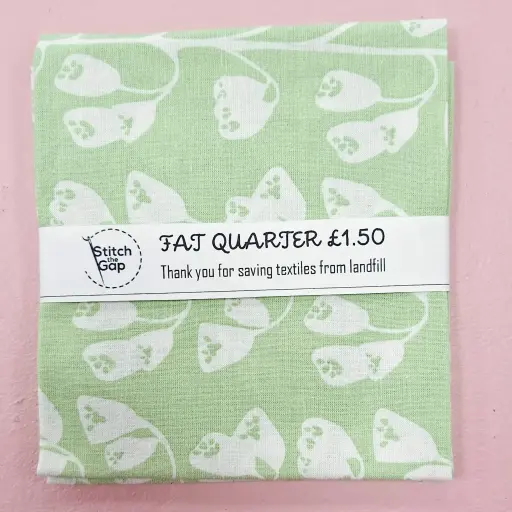 Stitch
the
Gap
FAT QUARTER £1.50
Thank you for saving textiles from landfill